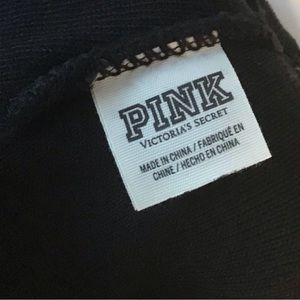 PINK
VICTORIA'S SECRET
MADE IN CHINA / FABRIQUÉ EN
CHINE / HECHO EN CHINA